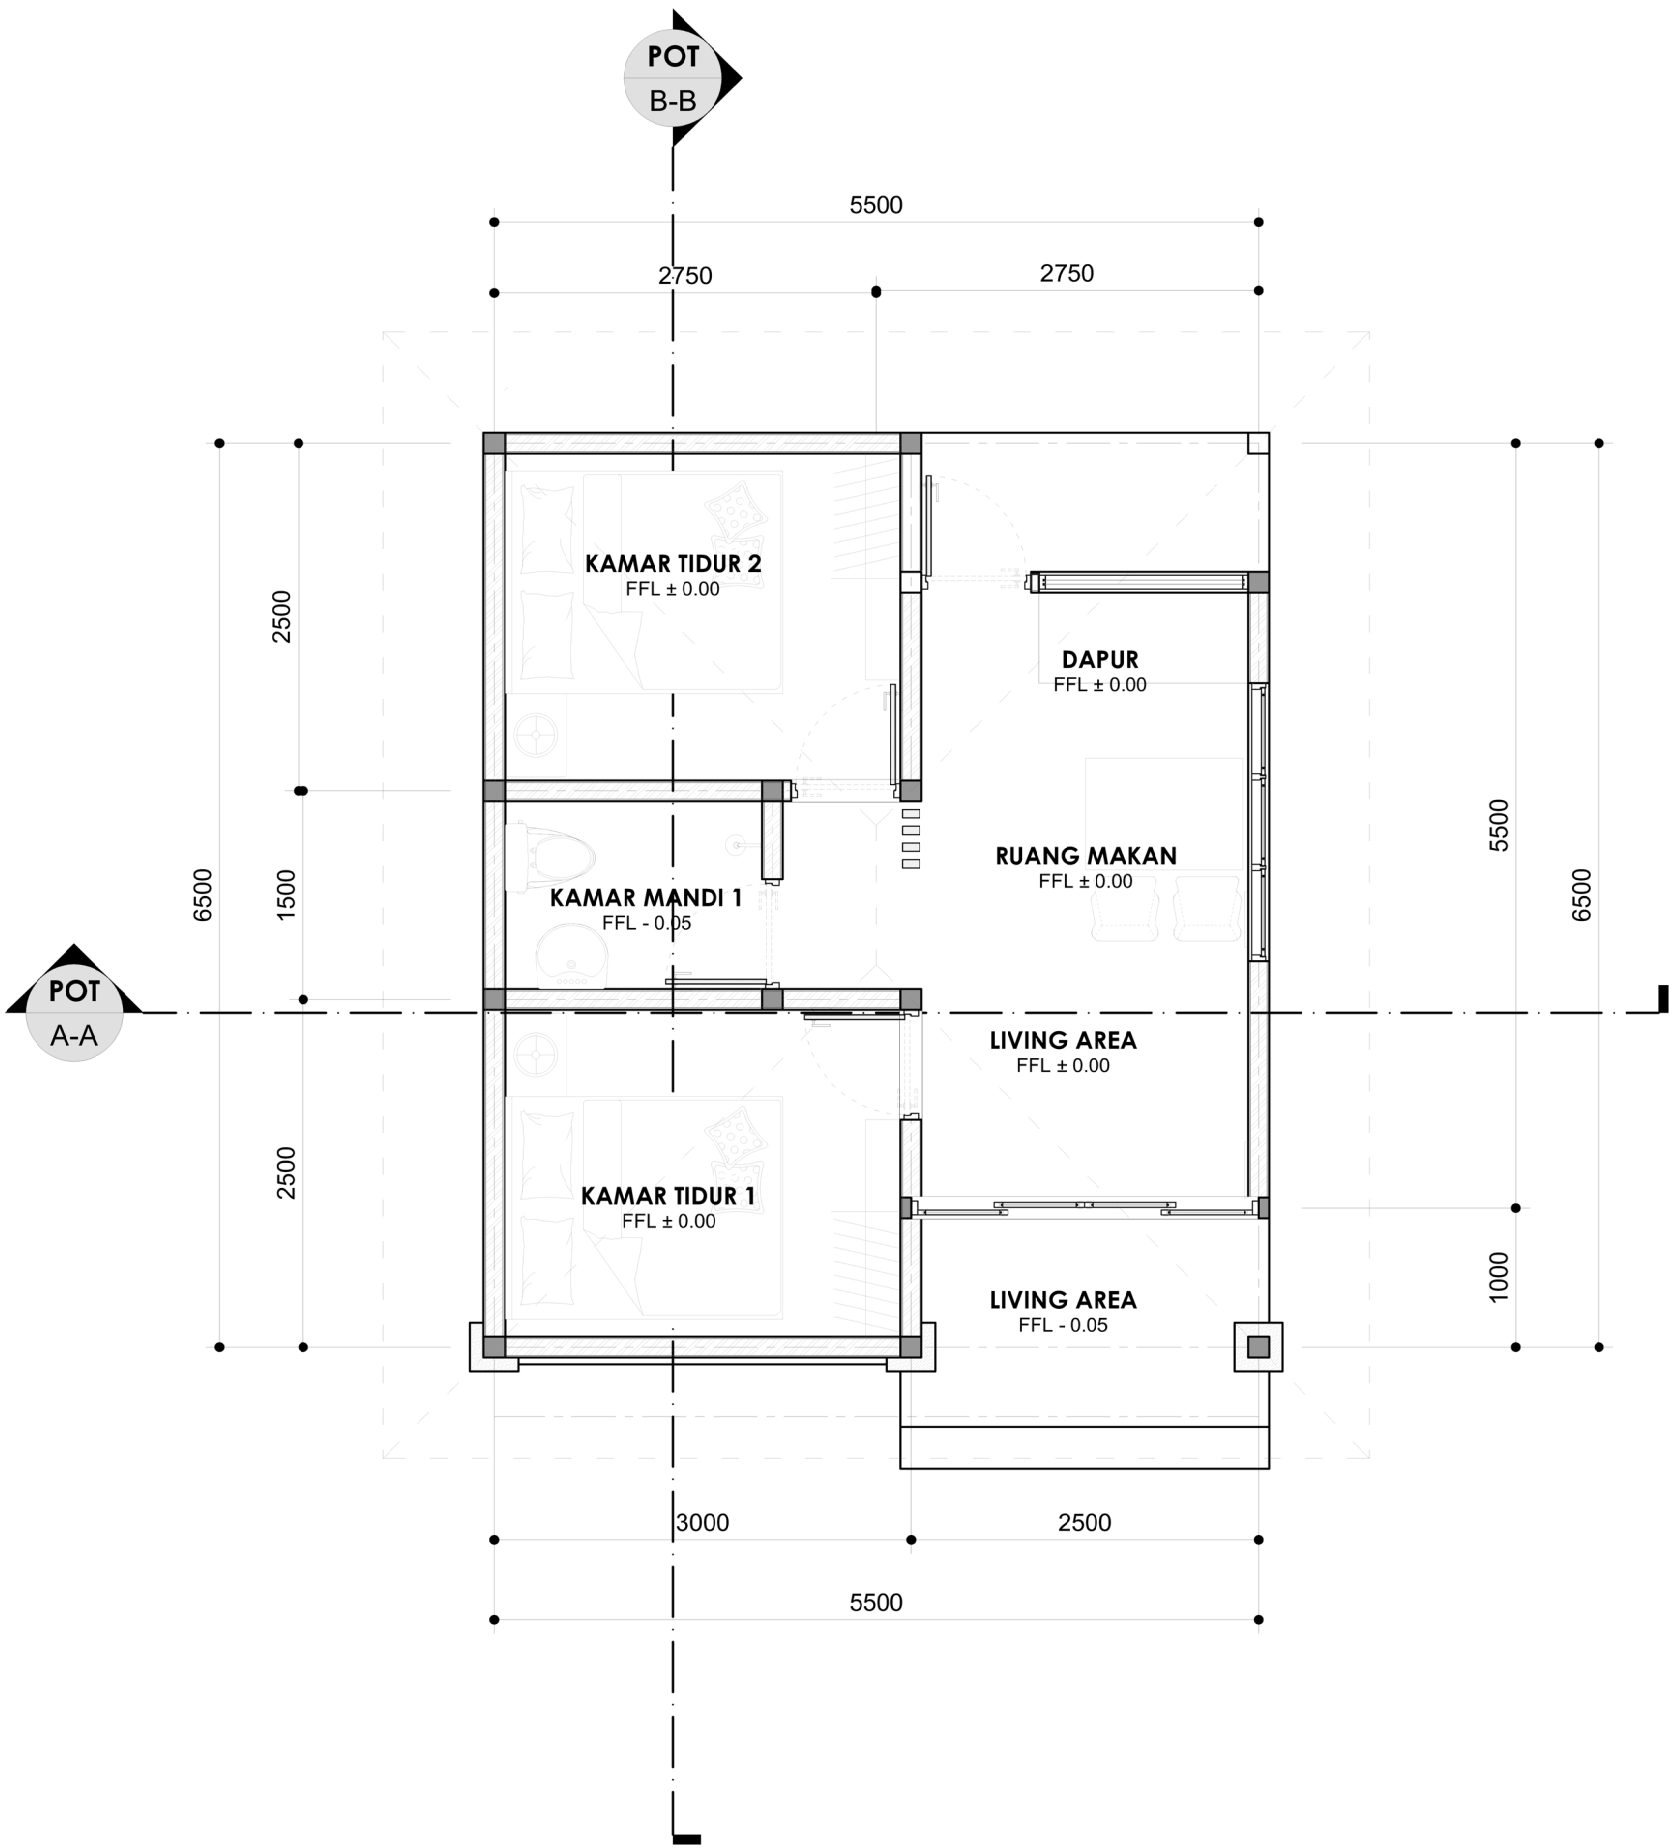 POT
B-B
5500
2750
2750
KAMAR TIDUR 2
FFL ± 0.00
2500
DAPUR
FFL ± 0.00
5500
RUANG MAKAN
FFL ± 0.00
6500
1500
6500
KAMAR MANDI 1
FFL - 0.05
POT
A-A
LIVING AREA
FFL ± 0.00
2500
KAMAR TIDUR 1
FFL ± 0.00
1000
LIVING AREA
FFL - 0.05
3000
2500
5500